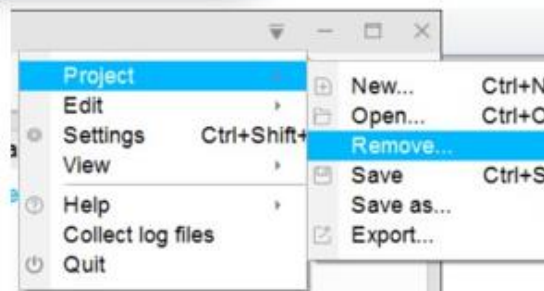 Project
Edit
Settings Ctrl+Shift+
View
Help
Collect log files
Quit
New... Ctrl+N
Open... Ctrl+O
Remove...
Save Ctrl+S
Save as...
Export...